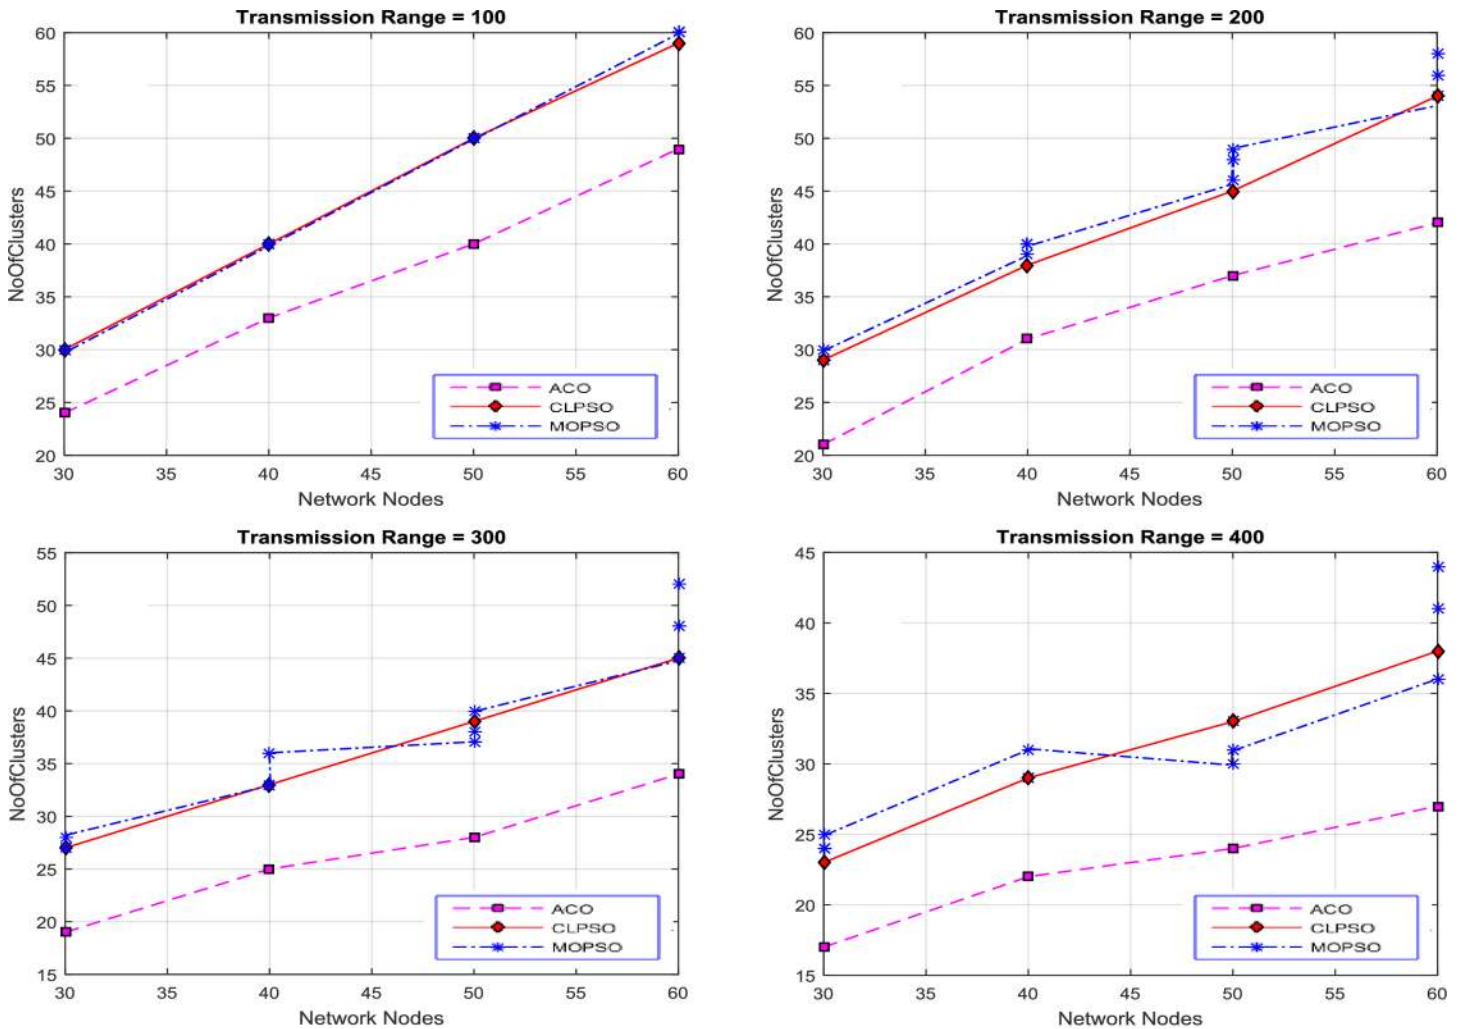 Transmission Range = 100
60
55
50
45
40
35
30
25
20
NoOfClusters
ACO
CLPSO
MOPSO
30 35 40 45 50 55 60
Network Nodes
Transmission Range = 200
60
55
50
45
40
35
30
25
20
NoOfClusters
ACO
CLPSO
MOPSO
30 35 40 45 50 55 60
Network Nodes
Transmission Range = 300
55
50
45
40
35
30
25
20
15
NoOfClusters
ACO
CLPSO
MOPSO
30 35 40 45 50 55 60
Network Nodes
Transmission Range = 400
45
40
35
30
25
20
15
NoOfClusters
ACO
CLPSO
MOPSO
30 35 40 45 50 55 60
Network Nodes